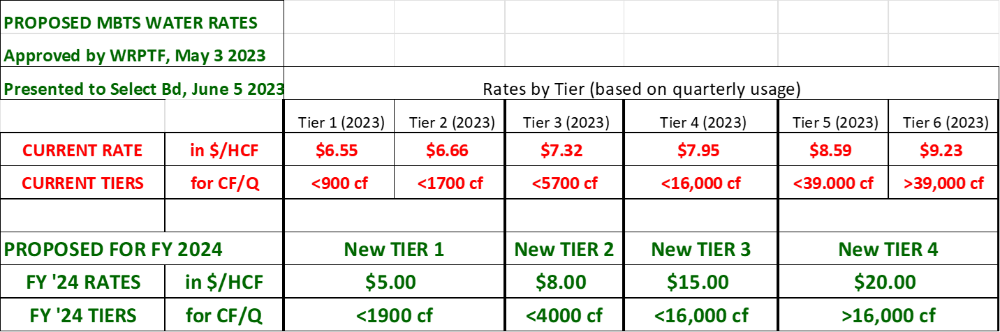 PROPOSED MBTS WATER RATES
Approved by WRPTF, May 3 2023
Presented to Select Bd, June 5 2023 Rates by Tier (based on quarterly usage)
Tier 1 (2023) Tier 2 (2023) Tier 3 (2023) Tier 4 (2023) Tier 5 (2023) Tier 6 (2023)
CURRENT RATE in $/HCF $6.55 $6.66 $7.32 $7.95 $8.59 $9.23
CURRENT TIERS for CF/Q <900 cf <1700 cf <5700 cf <16,000 cf <39.000 cf >39,000 cf
PROPOSED FOR FY 2024 New TIER 1 New TIER 2 New TIER 3 New TIER 4
FY '24 RATES in $/HCF $5.00 $8.00 $15.00 $20.00
FY '24 TIERS for CF/Q <1900 cf <4000 cf <16,000 cf >16,000 cf